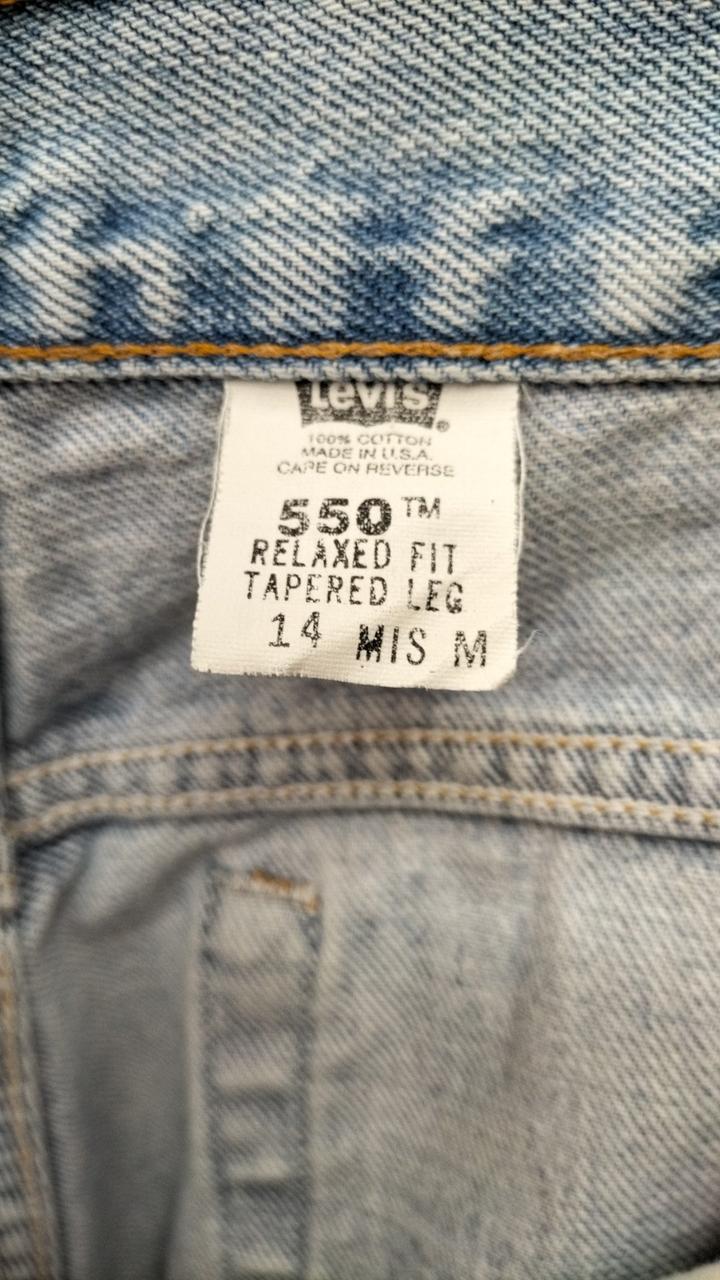 Levi's®
100% COTTON
MADE IN U.S.A.
CARE ON REVERSE
550™
RELAXED FIT
TAPERED LEG
14 MIS M